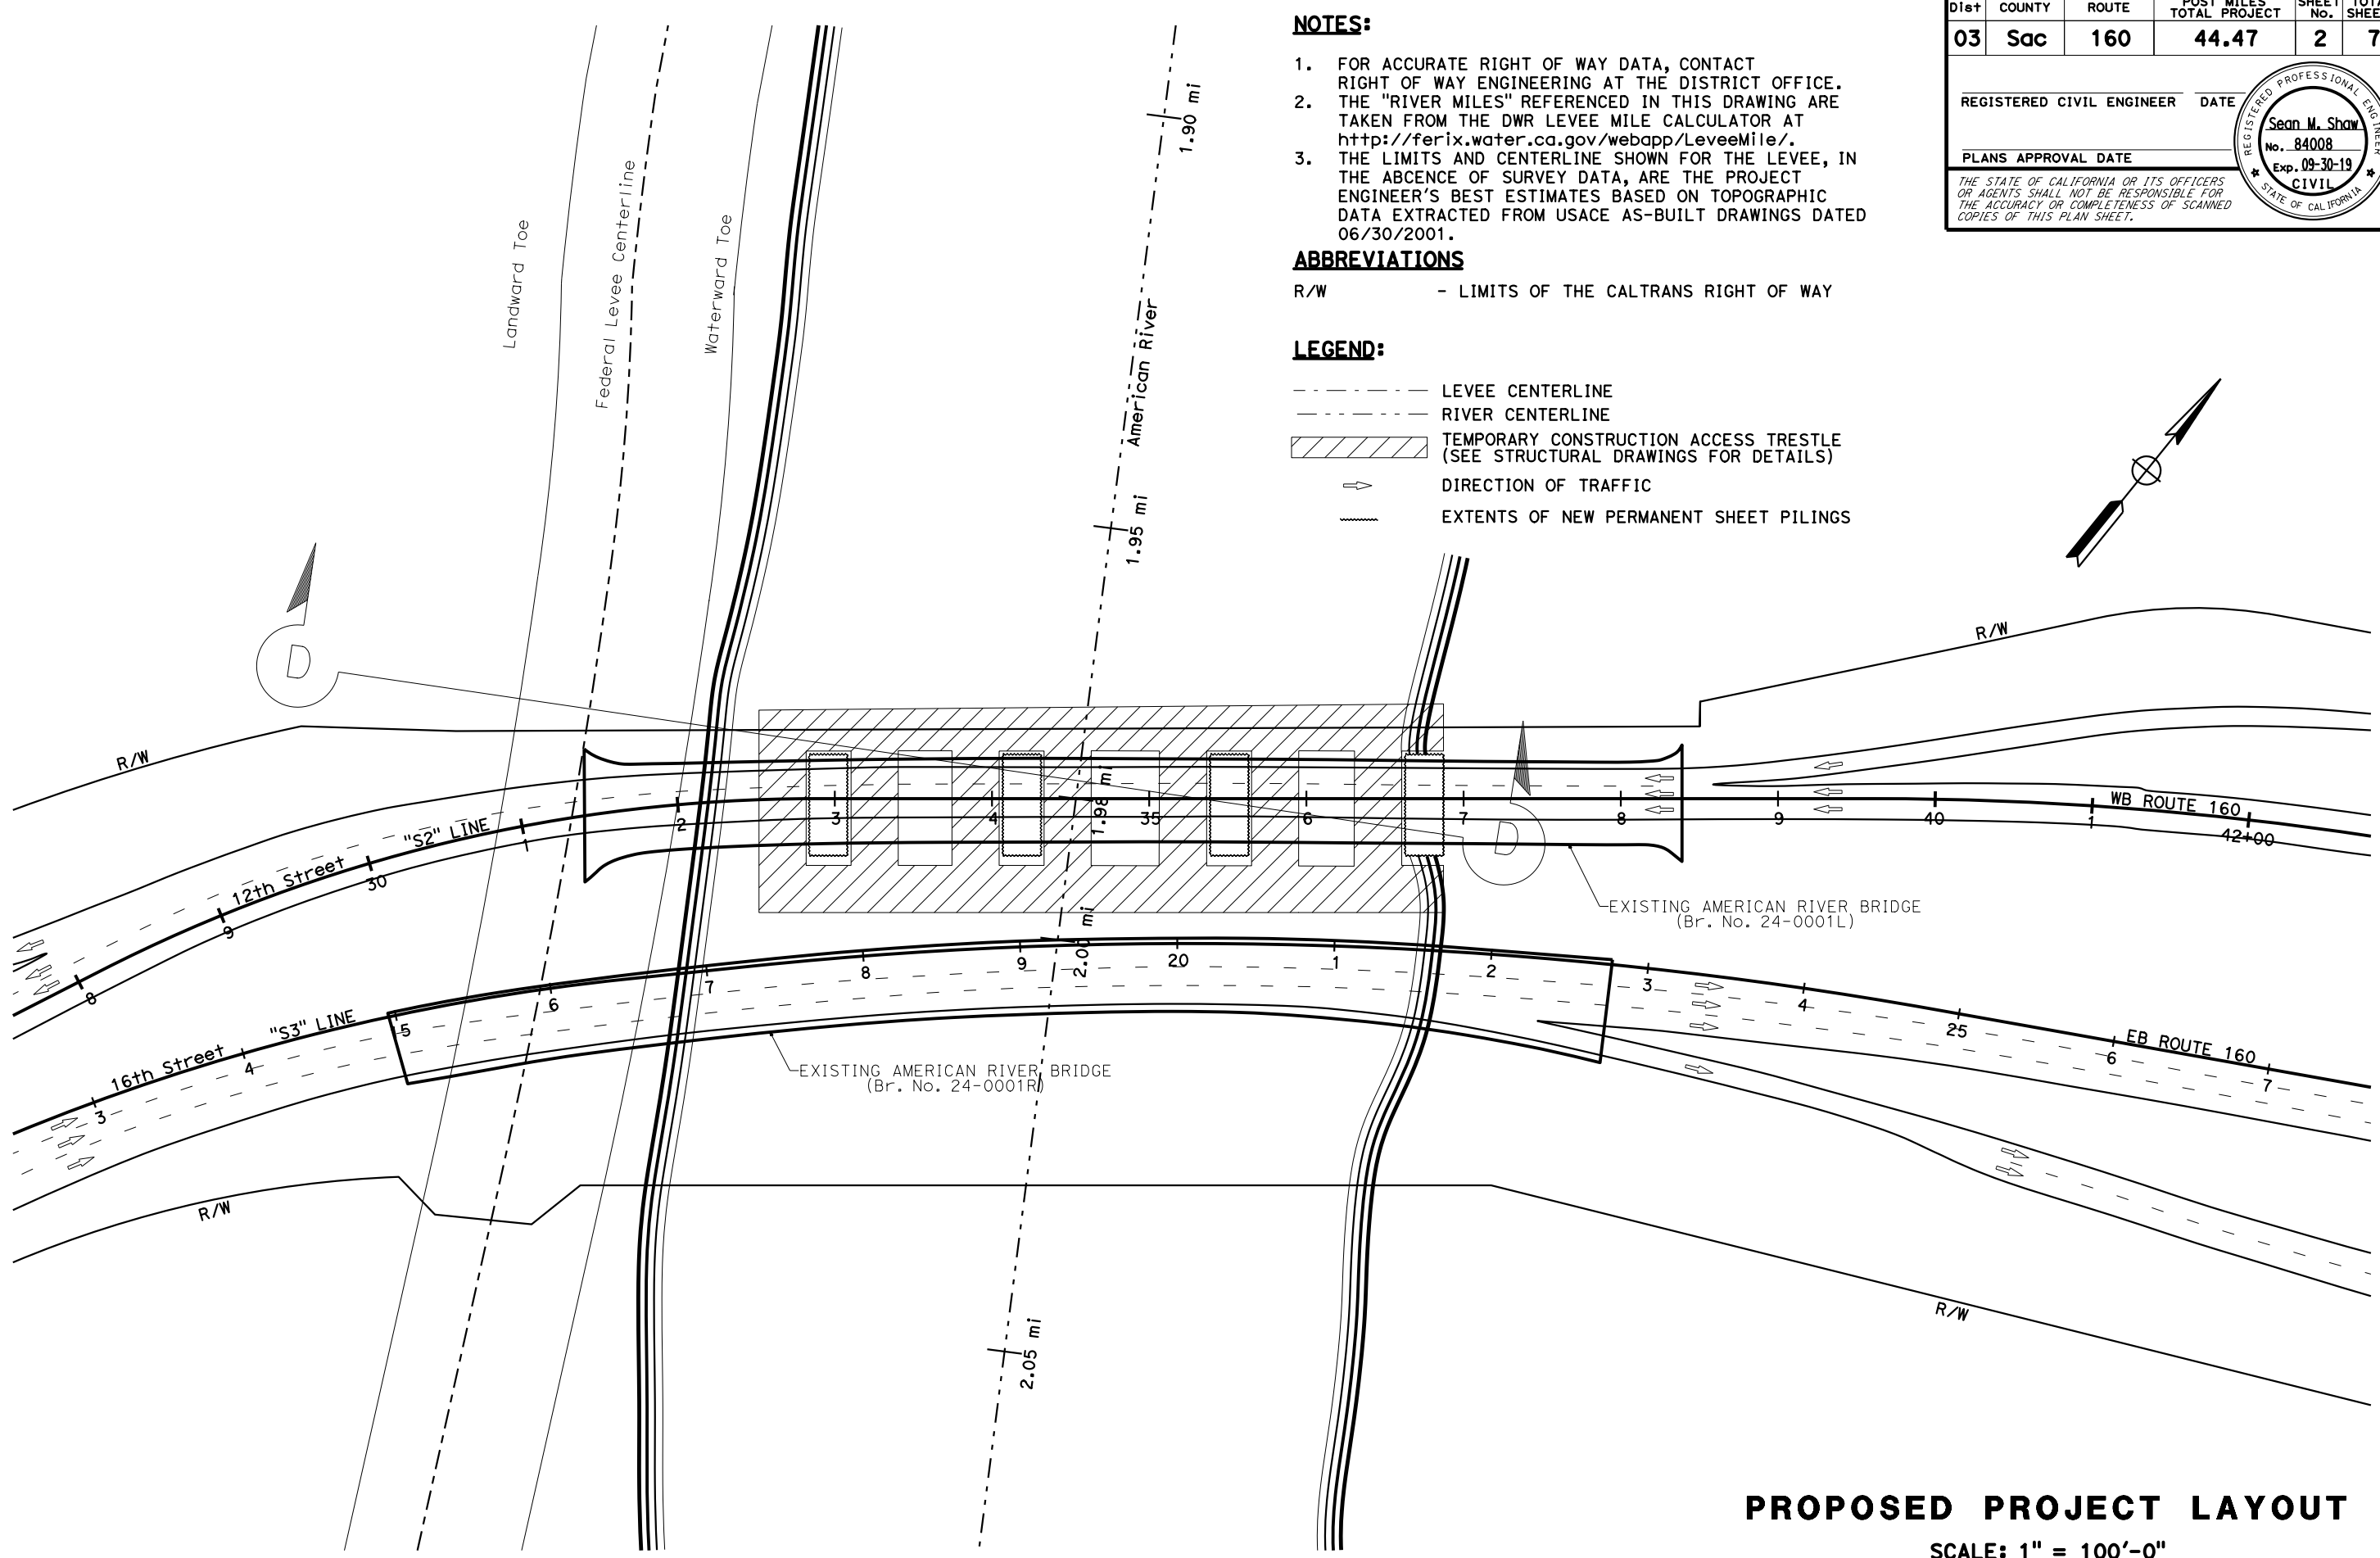 NOTES:
1. FOR ACCURATE RIGHT OF WAY DATA, CONTACT
RIGHT OF WAY ENGINEERING AT THE DISTRICT OFFICE.
2. THE "RIVER MILES" REFERENCED IN THIS DRAWING ARE
TAKEN FROM THE DWR LEVEE MILE CALCULATOR AT
http://ferix.water.ca.gov/webapp/LeveeMile/.
3. THE LIMITS AND CENTERLINE SHOWN FOR THE LEVEE, IN
THE ABCENCE OF SURVEY DATA, ARE THE PROJECT
ENGINEER'S BEST ESTIMATES BASED ON TOPOGRAPHIC
DATA EXTRACTED FROM USACE AS-BUILT DRAWINGS DATED
06/30/2001.
ABBREVIATIONS
R/W - LIMITS OF THE CALTRANS RIGHT OF WAY
LEGEND:
LEVEE CENTERLINE
RIVER CENTERLINE
TEMPORARY CONSTRUCTION ACCESS TRESTLE
(SEE STRUCTURAL DRAWINGS FOR DETAILS)
DIRECTION OF TRAFFIC
EXTENTS OF NEW PERMANENT SHEET PILINGS
Dist COUNTY ROUTE POST MILES TOTAL PROJECT SHEET No.
03 Sac 160 44.47 2 7
REGISTERED CIVIL ENGINEER DATE
PLANS APPROVAL DATE
THE STATE OF CALIFORNIA OR ITS OFFICERS
OR AGENTS SHALL NOT BE RESPONSIBLE FOR
THE ACCURACY OR COMPLETENESS OF SCANNED
COPIES OF THIS PLAN SHEET.
REGISTERED PROFESSIONAL ENGINEER
Sean M. Shaw
No. 84008
Exp. 09-30-19
CIVIL
STATE OF CALIFORNIA
Landward Toe
Federal Levee Centerline
Waterward Toe
American River
1.90 mi
1.95 mi
1.98 mi
2.00 mi
2.05 mi
D
D
R/W
R/W
R/W
R/W
12th Street
"S2" LINE
8
9
30
1
2
3
4
35
6
7
8
9
40
1
42+00
WB ROUTE 160
EXISTING AMERICAN RIVER BRIDGE
(Br. No. 24-0001L)
16th Street
"S3" LINE
3
4
5
6
7
8
9
20
1
2
3
4
25
6
7
EB ROUTE 160
EXISTING AMERICAN RIVER BRIDGE
(Br. No. 24-0001R)
PROPOSED PROJECT LAYOUT
SCALE: 1" = 100'-0"